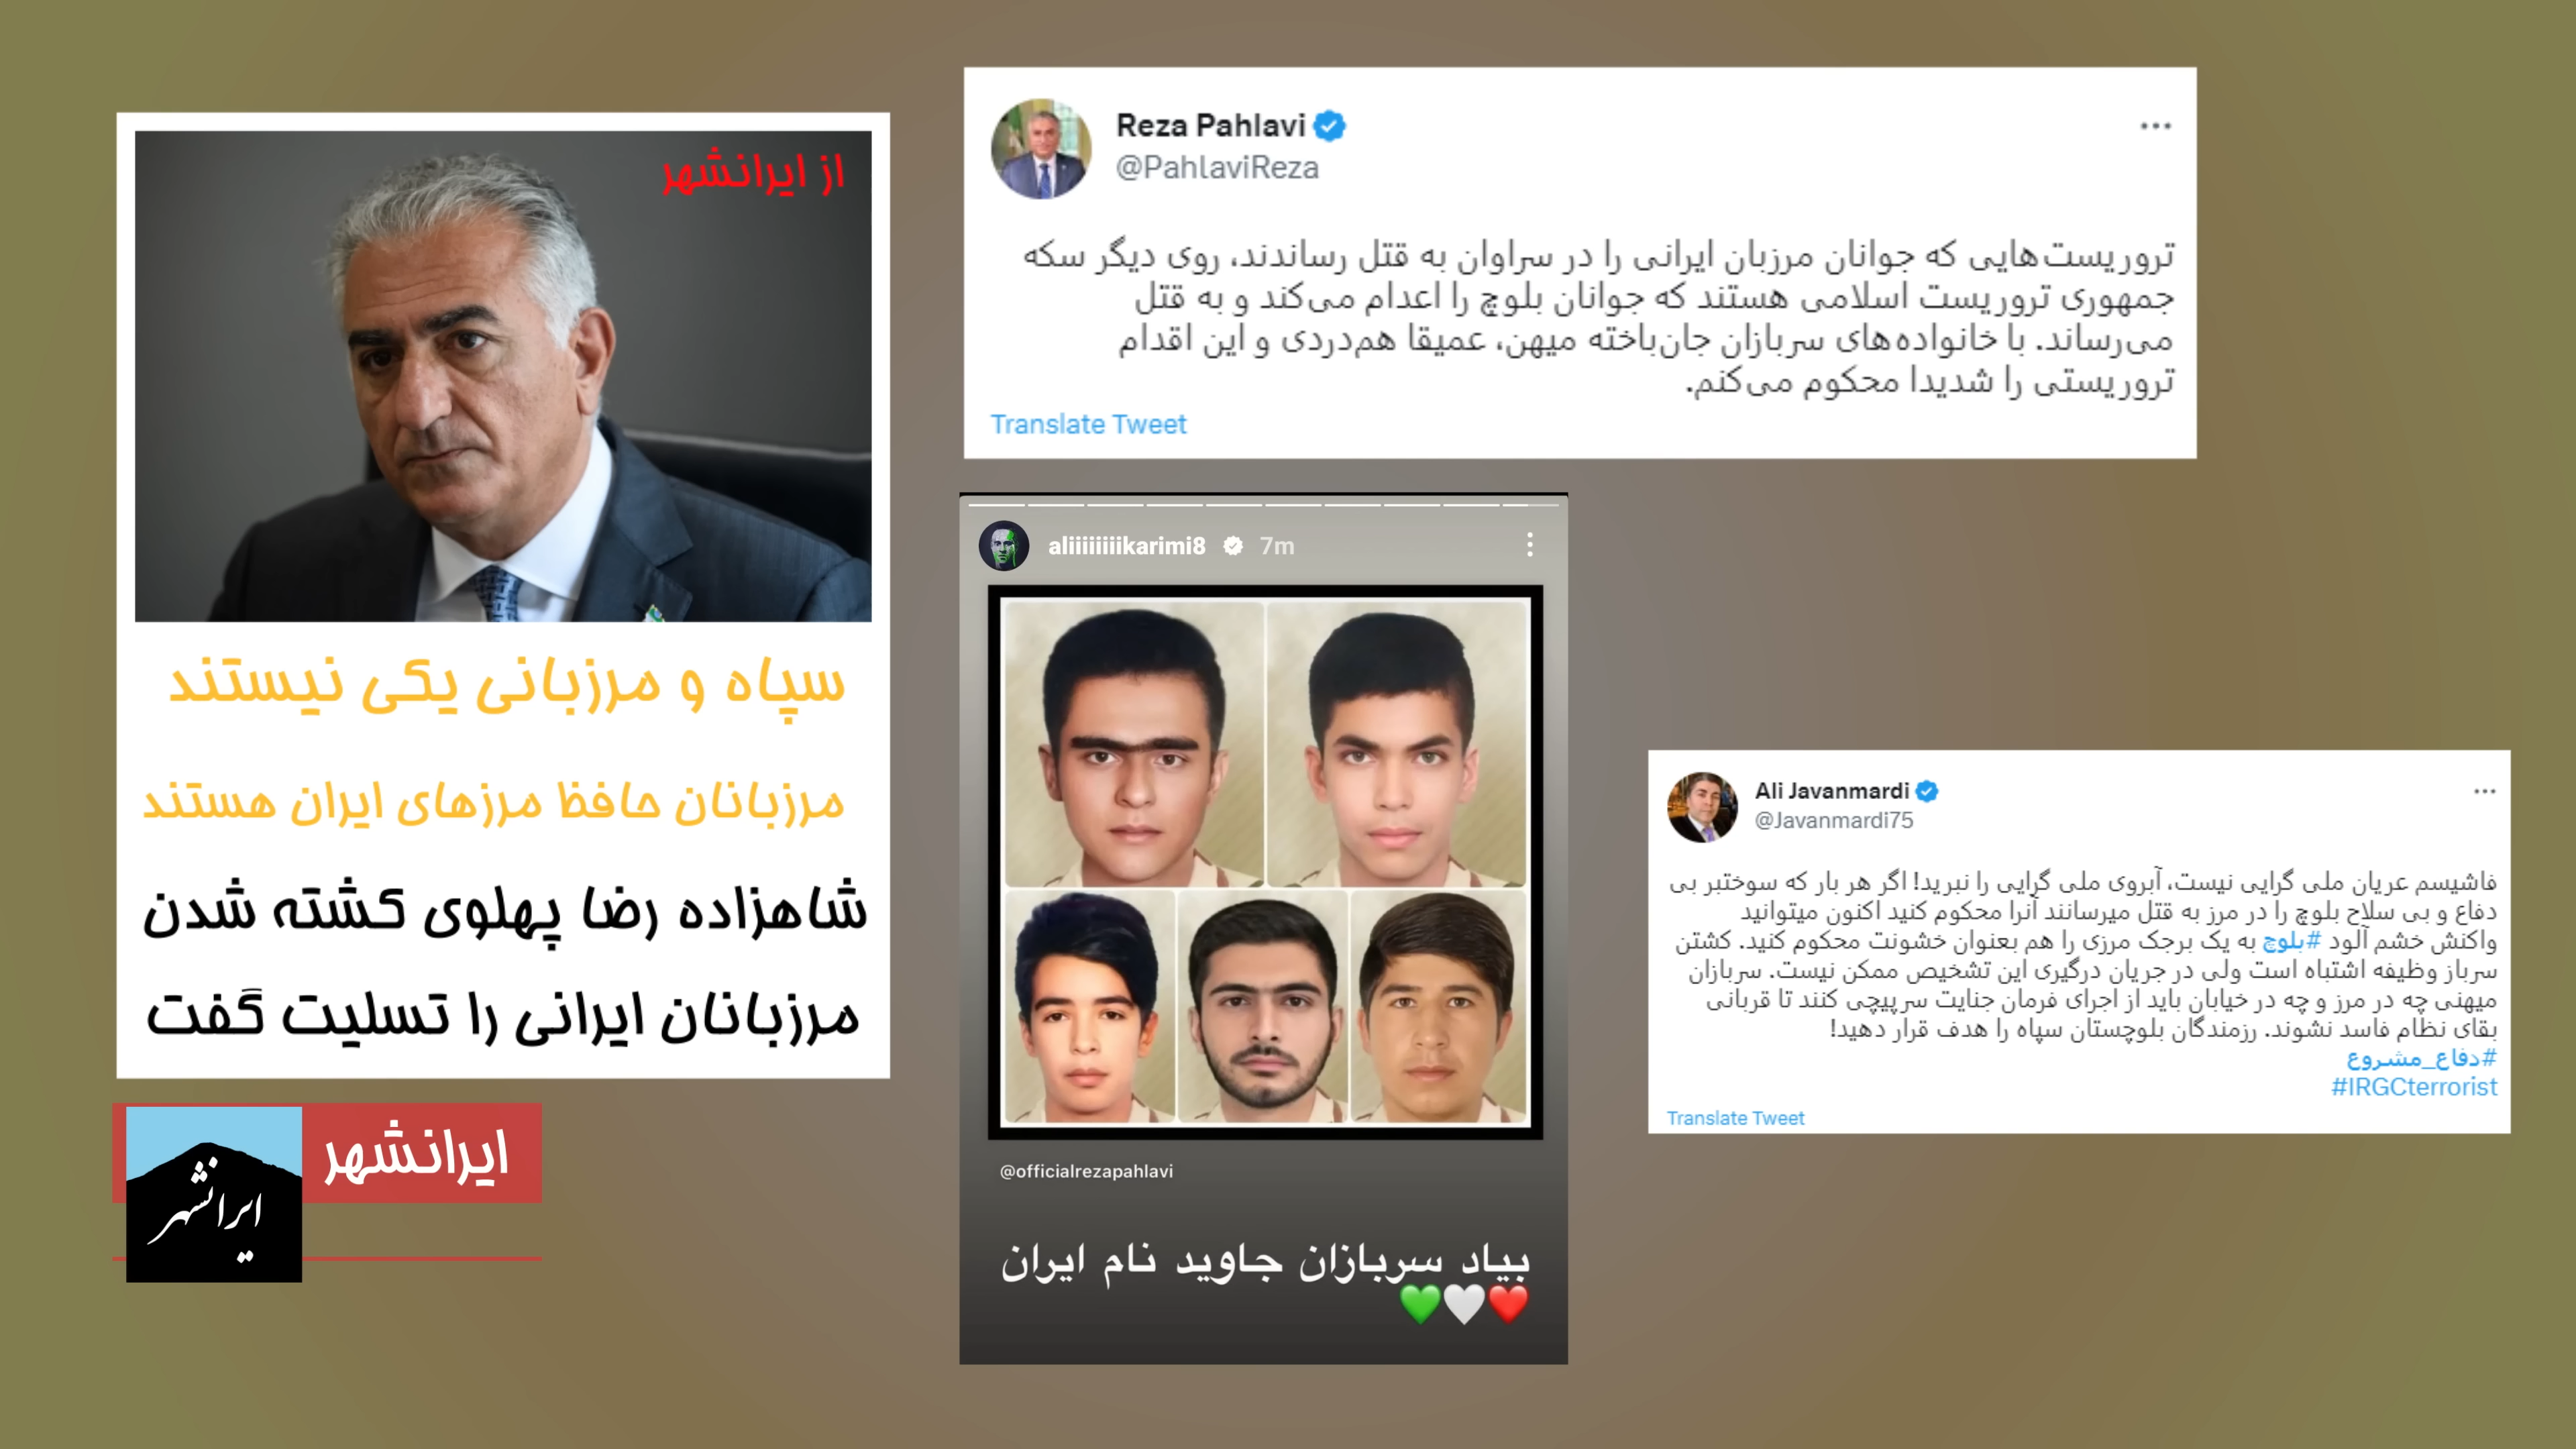 از ایرانشهر
سپاه و مرزبانی یکی نیستند
مرزبانان حافظ مرزهای ایران هستند
شاهزاده رضا پهلوی کشته شدن
مرزبانان ایرانی را تسلیت گفت
ایرانشهر
ایرانشهر
Reza Pahlavi
@PahlaviReza
تروریست‌هایی که جوانان مرزبان ایرانی را در سراوان به قتل رساندند، روی دیگر سکه
جمهوری تروریست اسلامی هستند که جوانان بلوچ را اعدام می‌کند و به قتل
می‌رساند. با خانواده‌های سربازان جان‌باخته میهن، عمیقا هم‌دردی و این اقدام
تروریستی را شدیدا محکوم می‌کنم.
Translate Tweet
aliiiiiiiikarimi8 7m
@officialrezapahlavi
بیاد سربازان جاوید نام ایران
❤️🤍💚
Ali Javanmardi
@Javanmardi75
فاشیسم عریان ملی گرایی نیست، آبروی ملی گرایی را نبرید! اگر هر بار که سوختبر بی
دفاع و بی سلاح بلوچ را در مرز به قتل میرسانند آنرا محکوم کنید اکنون میتوانید
واکنش خشم آلود #بلوچ به یک برجک مرزی را هم بعنوان خشونت محکوم کنید. کشتن
سرباز وظیفه اشتباه است ولی در جریان درگیری این تشخیص ممکن نیست. سربازان
میهنی چه در مرز و چه در خیابان باید از اجرای فرمان جنایت سرپیچی کنند تا قربانی
بقای نظام فاسد نشوند. رزمندگان بلوچستان سپاه را هدف قرار دهید!
#دفاع_مشروع
#IRGCterrorist
Translate Tweet